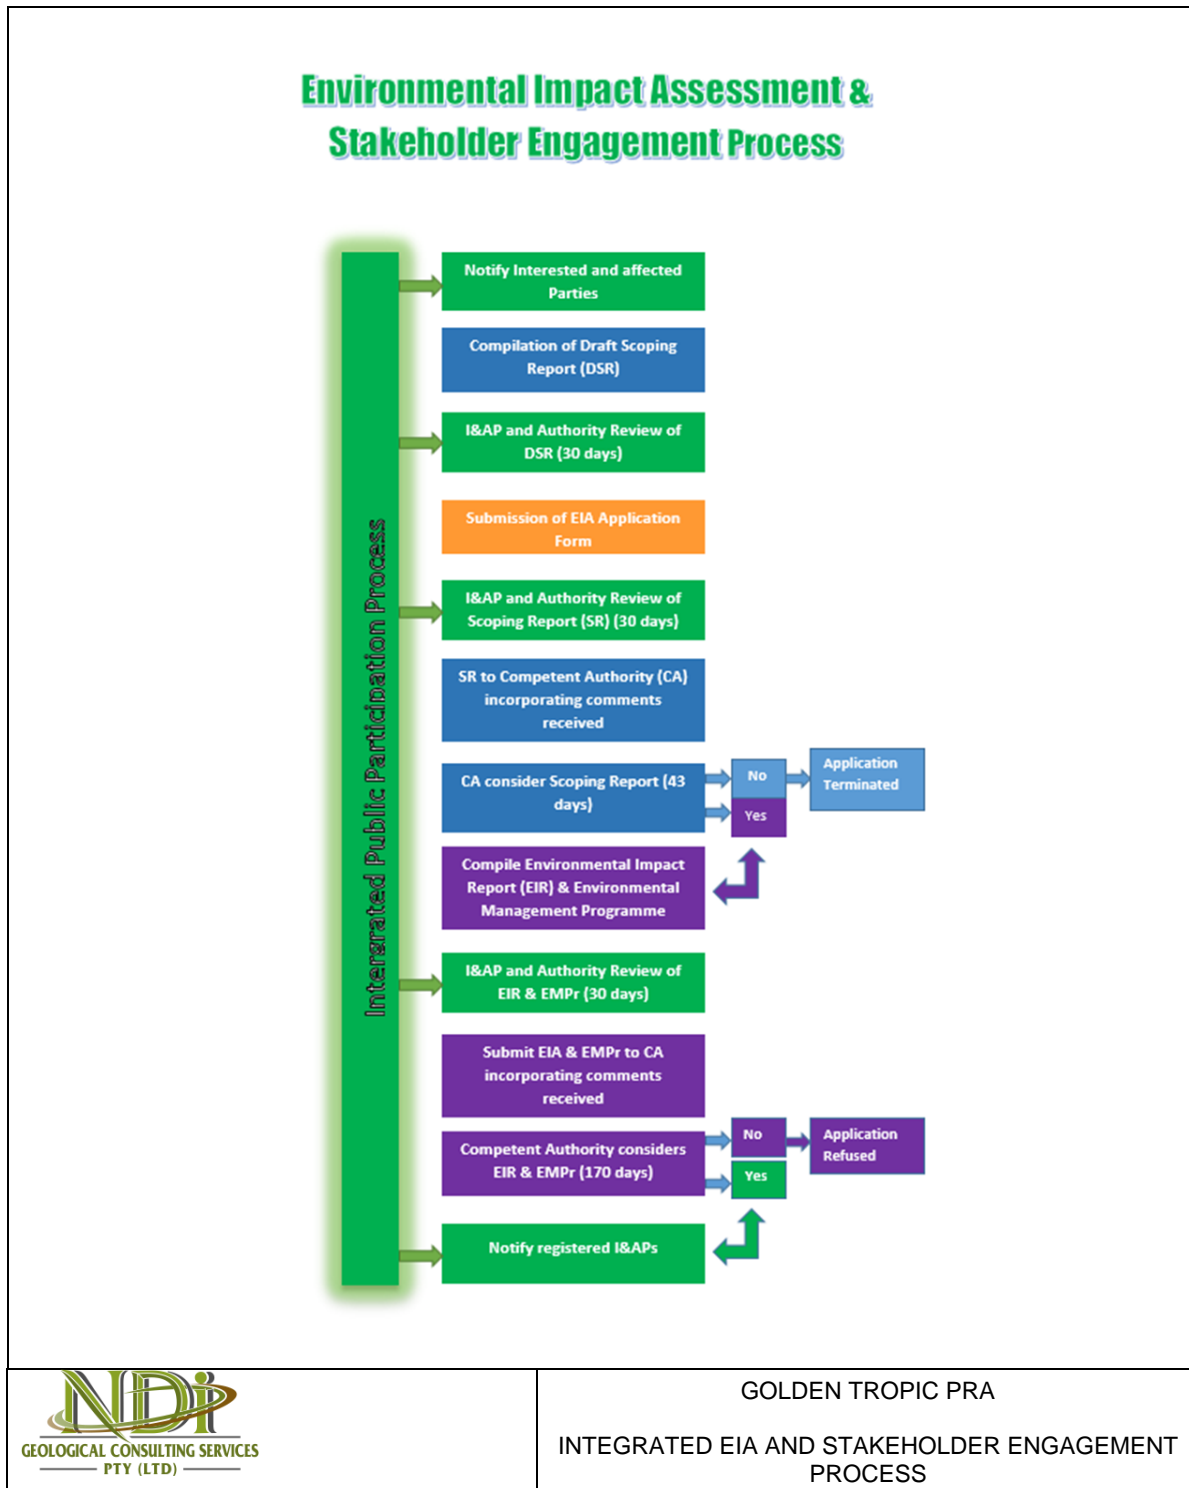 Environmental Impact Assessment &
Stakeholder Engagement Process
Intergrated Public Participation Process
Notify Interested and affected
Parties
Compilation of Draft Scoping
Report (DSR)
I&AP and Authority Review of
DSR (30 days)
Submission of EIA Application
Form
I&AP and Authority Review of
Scoping Report (SR) (30 days)
SR to Competent Authority (CA)
incorporating comments
received
CA consider Scoping Report (43
days)
No
Yes
Application
Terminated
Compile Environmental Impact
Report (EIR) & Environmental
Management Programme
I&AP and Authority Review of
EIR & EMPr (30 days)
Submit EIA & EMPr to CA
incorporating comments
received
Competent Authority considers
EIR & EMPr (170 days)
No
Yes
Application
Refused
Notify registered I&APs
NDi
GEOLOGICAL CONSULTING SERVICES
PTY (LTD)
GOLDEN TROPIC PRA
INTEGRATED EIA AND STAKEHOLDER ENGAGEMENT
PROCESS